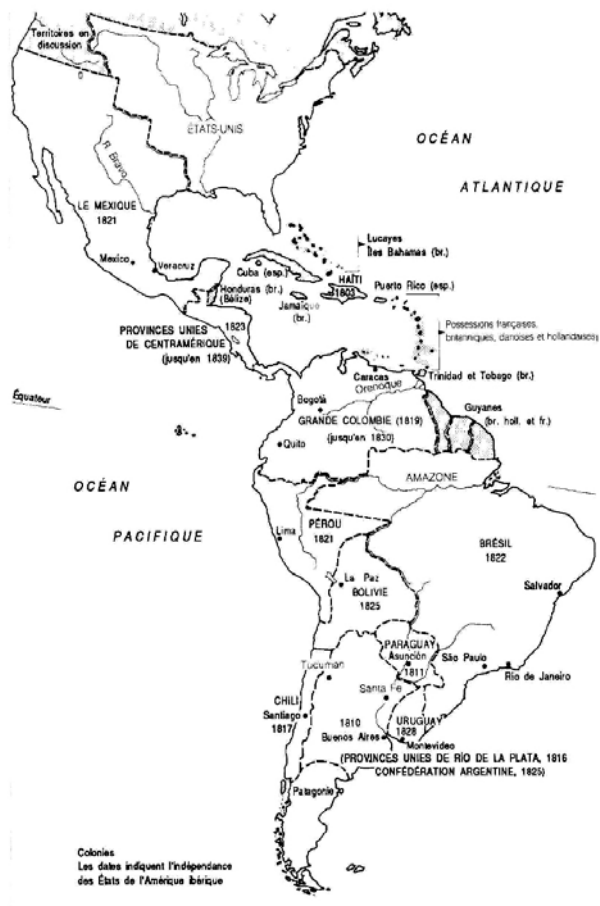 Territoires en
discussion
ÉTATS-UNIS
OCÉAN
ATLANTIQUE
R. Bravo
LE MEXIQUE
1821
Mexico
Veracruz
Lucayes
Îles Bahamas (br.)
Cuba (esp.)
HAÏTI
1803
Puerto Rico (esp.)
Honduras (br.)
(Bélize)
Jamaïque
(br.)
PROVINCES UNIES
DE CENTRAMÉRIQUE
(jusqu'en 1839)
1823
Possessions françaises,
britanniques, danoises et hollandaises
Caracas
Trinidad et Tobago (br.)
Orénoque
Équateur
Bogotá
Guyanes
(br. holl. et fr.)
GRANDE COLOMBIE (1819)
(jusqu'en 1830)
Quito
AMAZONE
OCÉAN
PACIFIQUE
Lima
PÉROU
1821
BRÉSIL
1822
La Paz
BOLIVIE
1825
Salvador
PARAGUAY
Asunción
1811
São Paulo
Rio de Janeiro
Tucumán
Santa Fe
CHILI
Santiago
1817
1810
Buenos Aires
URUGUAY
1828
Montevideo
(PROVINCES UNIES DE RÍO DE LA PLATA, 1816
CONFÉDÉRATION ARGENTINE, 1825)
Patagonie
Colonies
Les dates indiquent l'indépendance
des États de l'Amérique ibérique